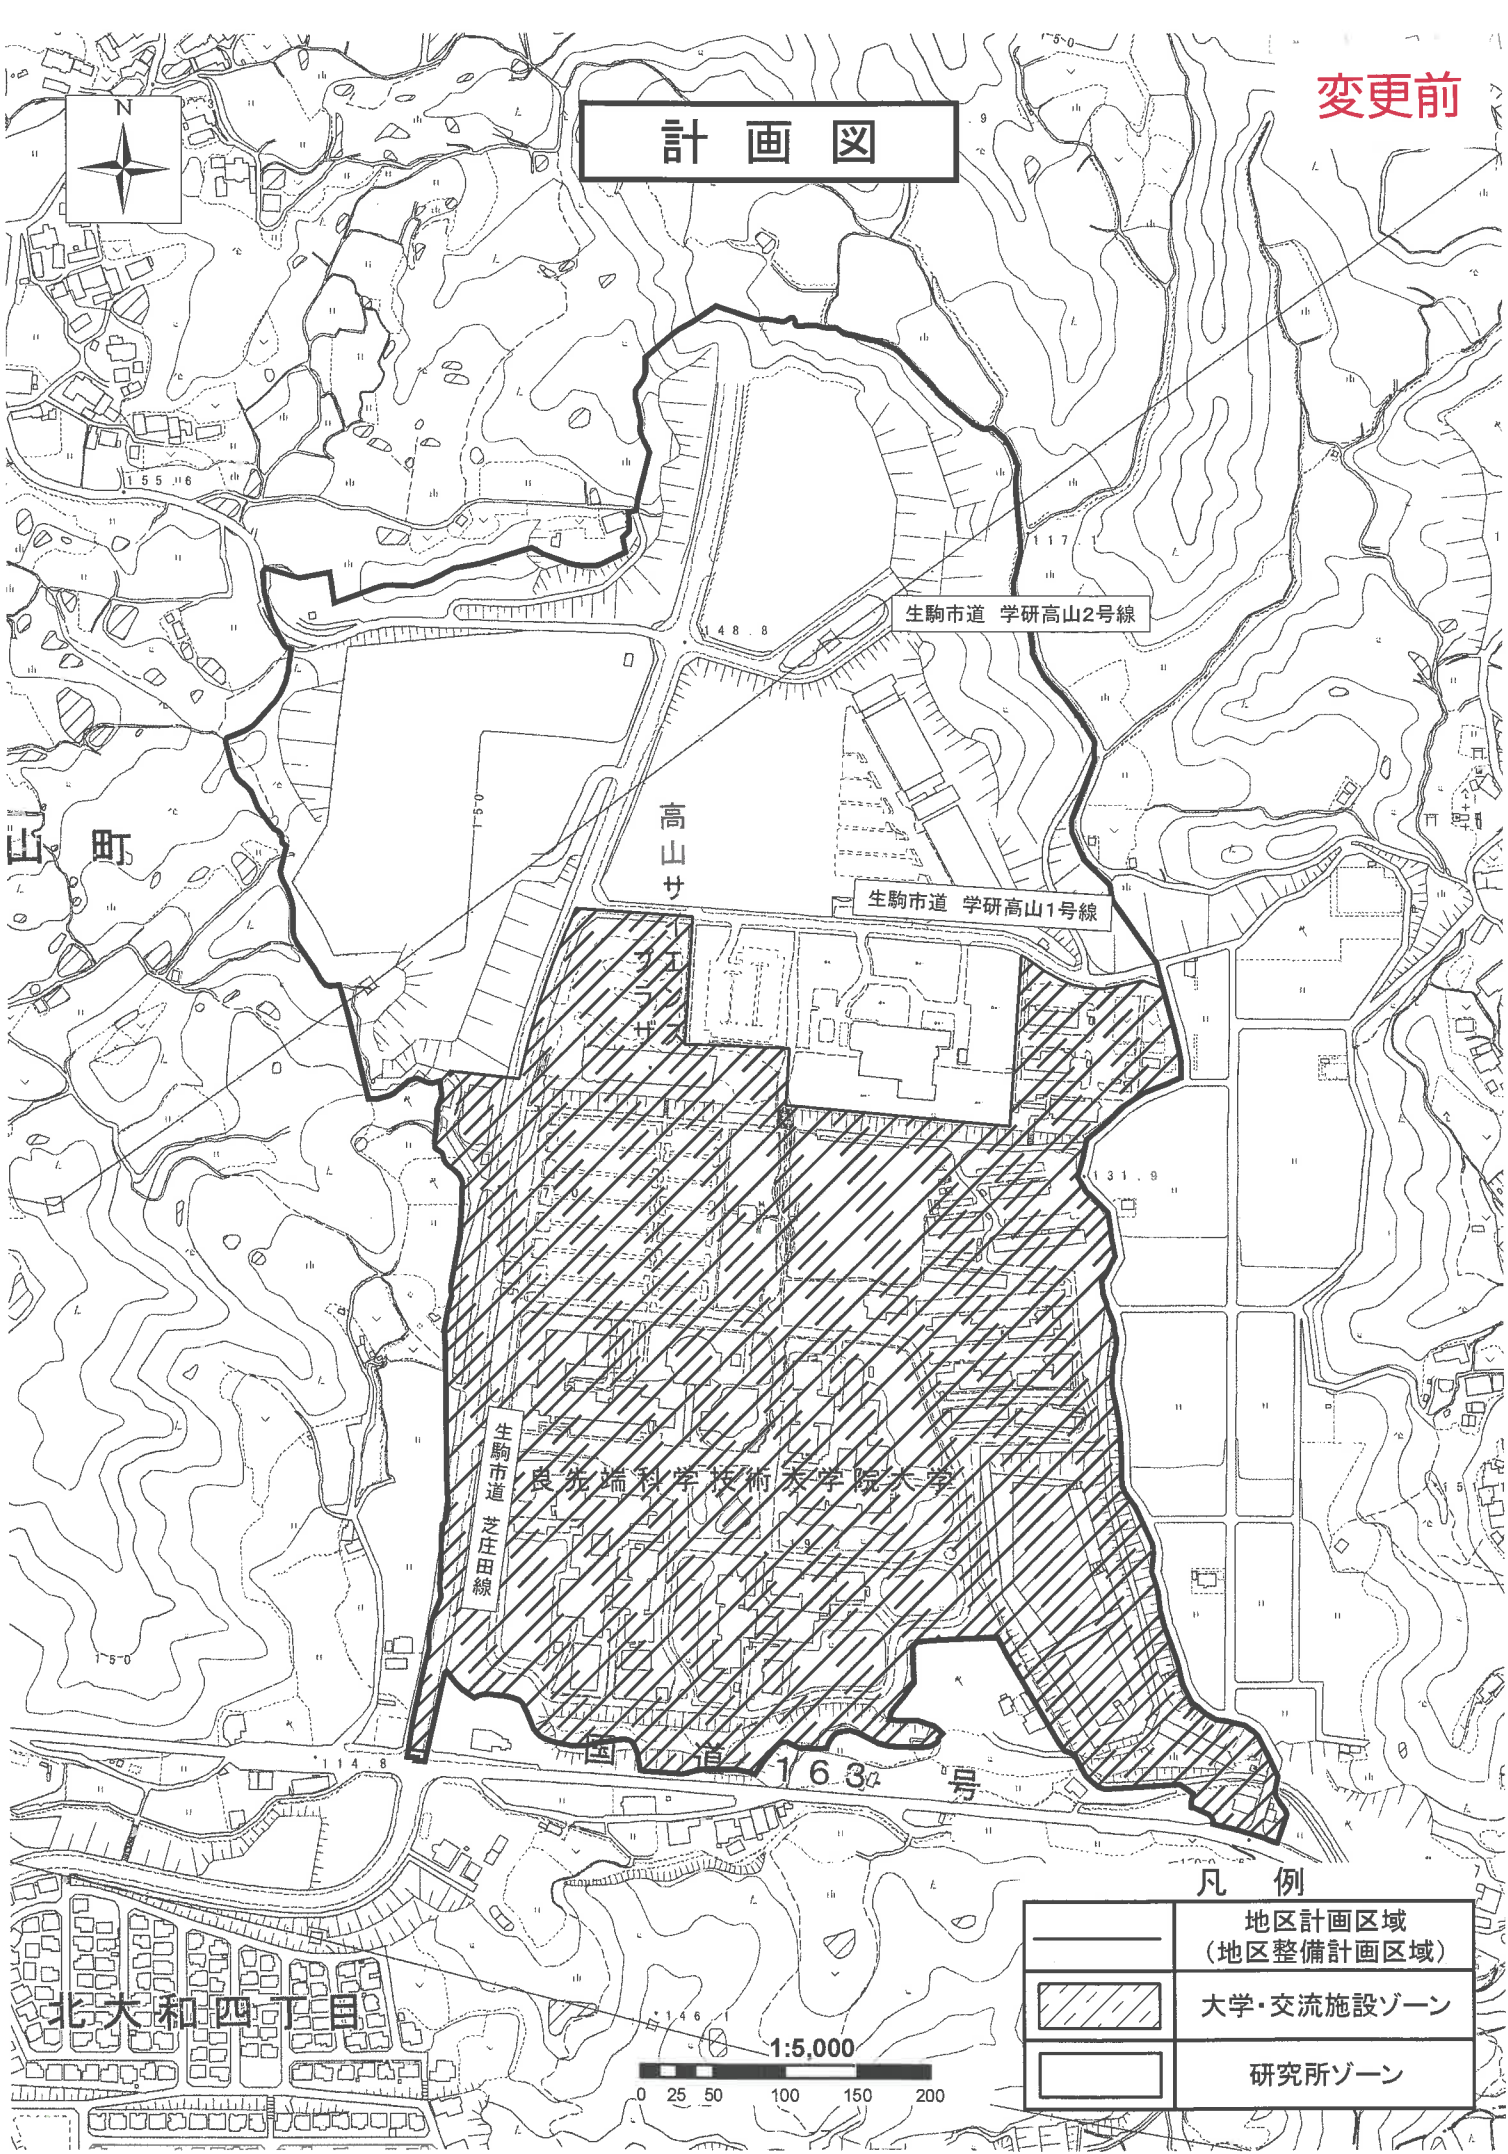 変更前
N
計画図
155.6
117.1
生駒市道 学研高山2号線
148.8
150
高山サイエンス
プラザ
山町
生駒市道 学研高山1号線
131.9
生駒市道 芝庄田線
良先端科学技術大学院大学
150
114.8
国道163号
北大和四丁目
146.1
1:5,000
0 25 50 100 150 200
凡例
地区計画区域
(地区整備計画区域)
大学・交流施設ゾーン
研究所ゾーン